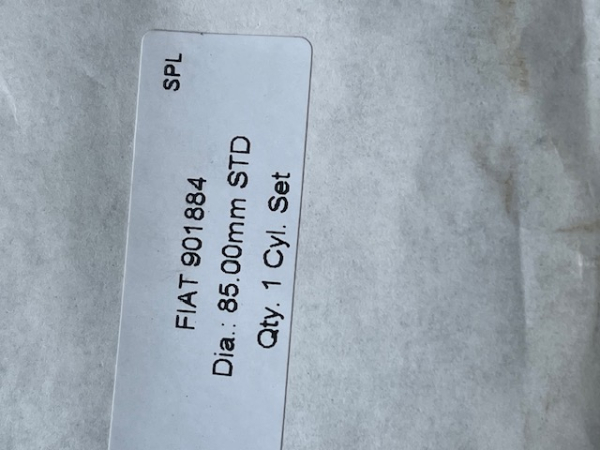 SPL
FIAT 901884
Dia.: 85.00mm STD
Qty. 1 Cyl. Set